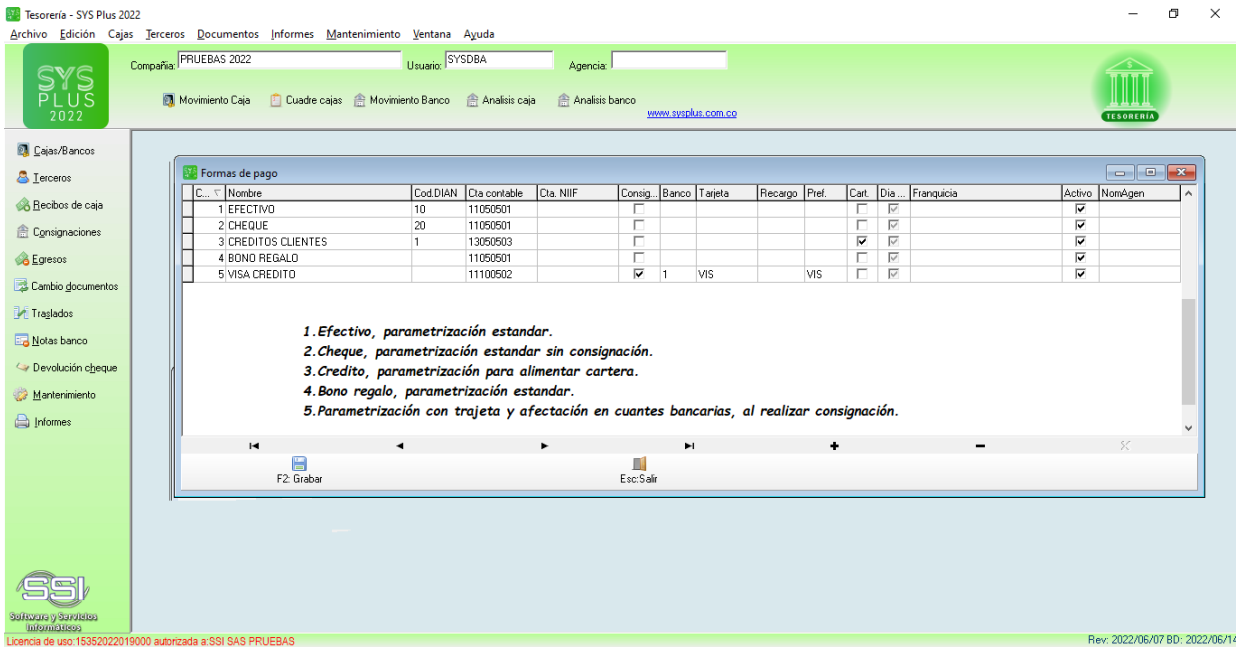 Tesorería - SYS Plus 2022
Archivo Edición Cajas Terceros Documentos Informes Mantenimiento Ventana Ayuda
SYS
PLUS
2022
Compañia: PRUEBAS 2022 Usuario: SYSDBA Agencia:
Movimiento Caja Cuadre cajas Movimiento Banco Analisis caja Analisis banco
www.sysplus.com.co
TESORERÍA
Cajas/Bancos
Terceros
Recibos de caja
Consignaciones
Egresos
Cambio documentos
Traslados
Notas banco
Devolución cheque
Mantenimiento
Informes
Formas de pago
C... Nombre Cod.DIAN Cta contable Cta. NIIF Consig... Banco Tarjeta Recargo Pref. Cart. Dia ... Franquicia Activo NomAgen
1 EFECTIVO 10 11050501
2 CHEQUE 20 11050501
3 CREDITOS CLIENTES 1 13050503
4 BONO REGALO 11050501
5 VISA CREDITO 11100502 1 VIS VIS
1.Efectivo, parametrización estandar.
2.Cheque, parametrización estandar sin consignación.
3.Credito, parametrización para alimentar cartera.
4.Bono regalo, parametrización estandar.
5.Parametrización con trajeta y afectación en cuantes bancarias, al realizar consignación.
F2: Grabar Esc:Salir
SSI
Software y Servicios
Informáticos
Licencia de uso:15352022019000 autorizada a:SSI SAS PRUEBAS
Rev: 2022/06/07 BD: 2022/06/14